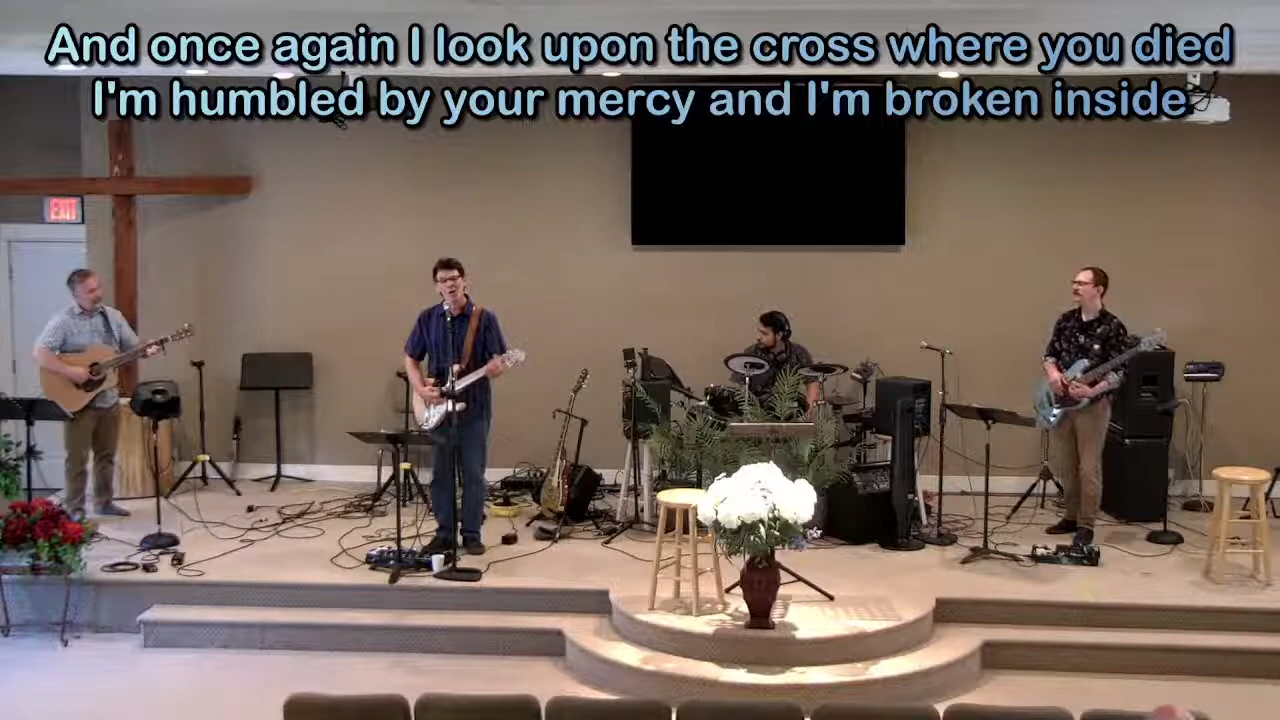 And once again I look upon the cross where you died
I'm humbled by your mercy and I'm broken inside
EXIT